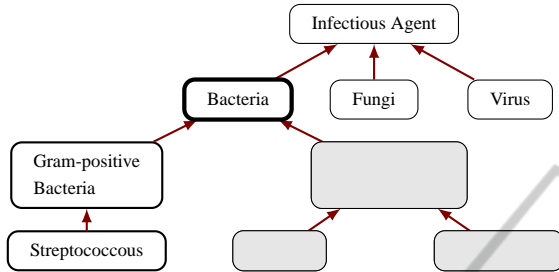 Infectious Agent
Bacteria
Fungi
Virus
Gram-positive
Bacteria
Streptococcous